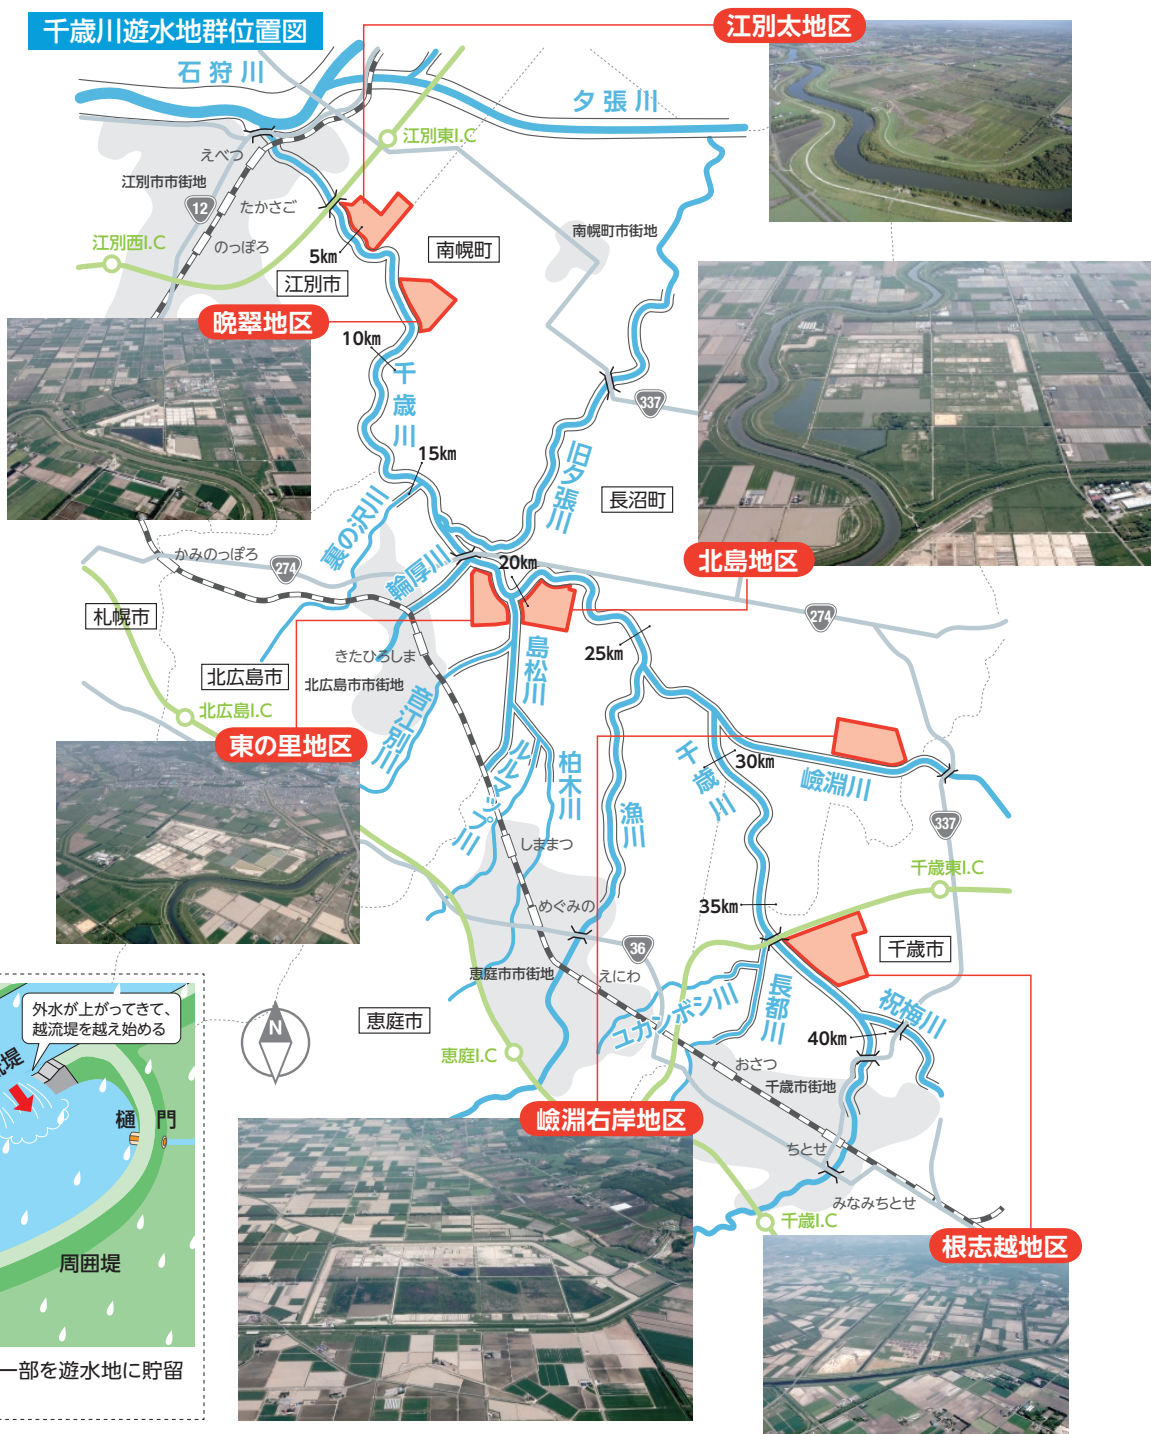 千歳川遊水地群位置図
江別太地区
石狩川
夕張川
江別東I.C
えべつ
江別市市街地
12
たかさご
南幌町市街地
江別西I.C
のっぽろ
5km
南幌町
江別市
晩翠地区
10km
千歳川
337
15km
旧夕張川
長沼町
裏の沢川
かみのっぽろ
274
輪厚川
20km
北島地区
札幌市
274
きたひろしま
25km
島松川
北広島市
北広島市市街地
音江別川
北広島I.C
東の里地区
ルルマップ川
柏木川
千歳川
30km
嶮淵川
漁川
337
しままつ
千歳東I.C
めぐみの
35km
36
千歳市
恵庭市市街地
えにわ
長都川
祝梅川
外水が上がってきて、
越流堤を越え始める
N
恵庭市
ユカンボシ川
40km
恵庭I.C
流堤
おさつ
千歳市街地
樋門
嶮淵右岸地区
ちとせ
みなみちとせ
千歳I.C
周囲堤
根志越地区
一部を遊水地に貯留